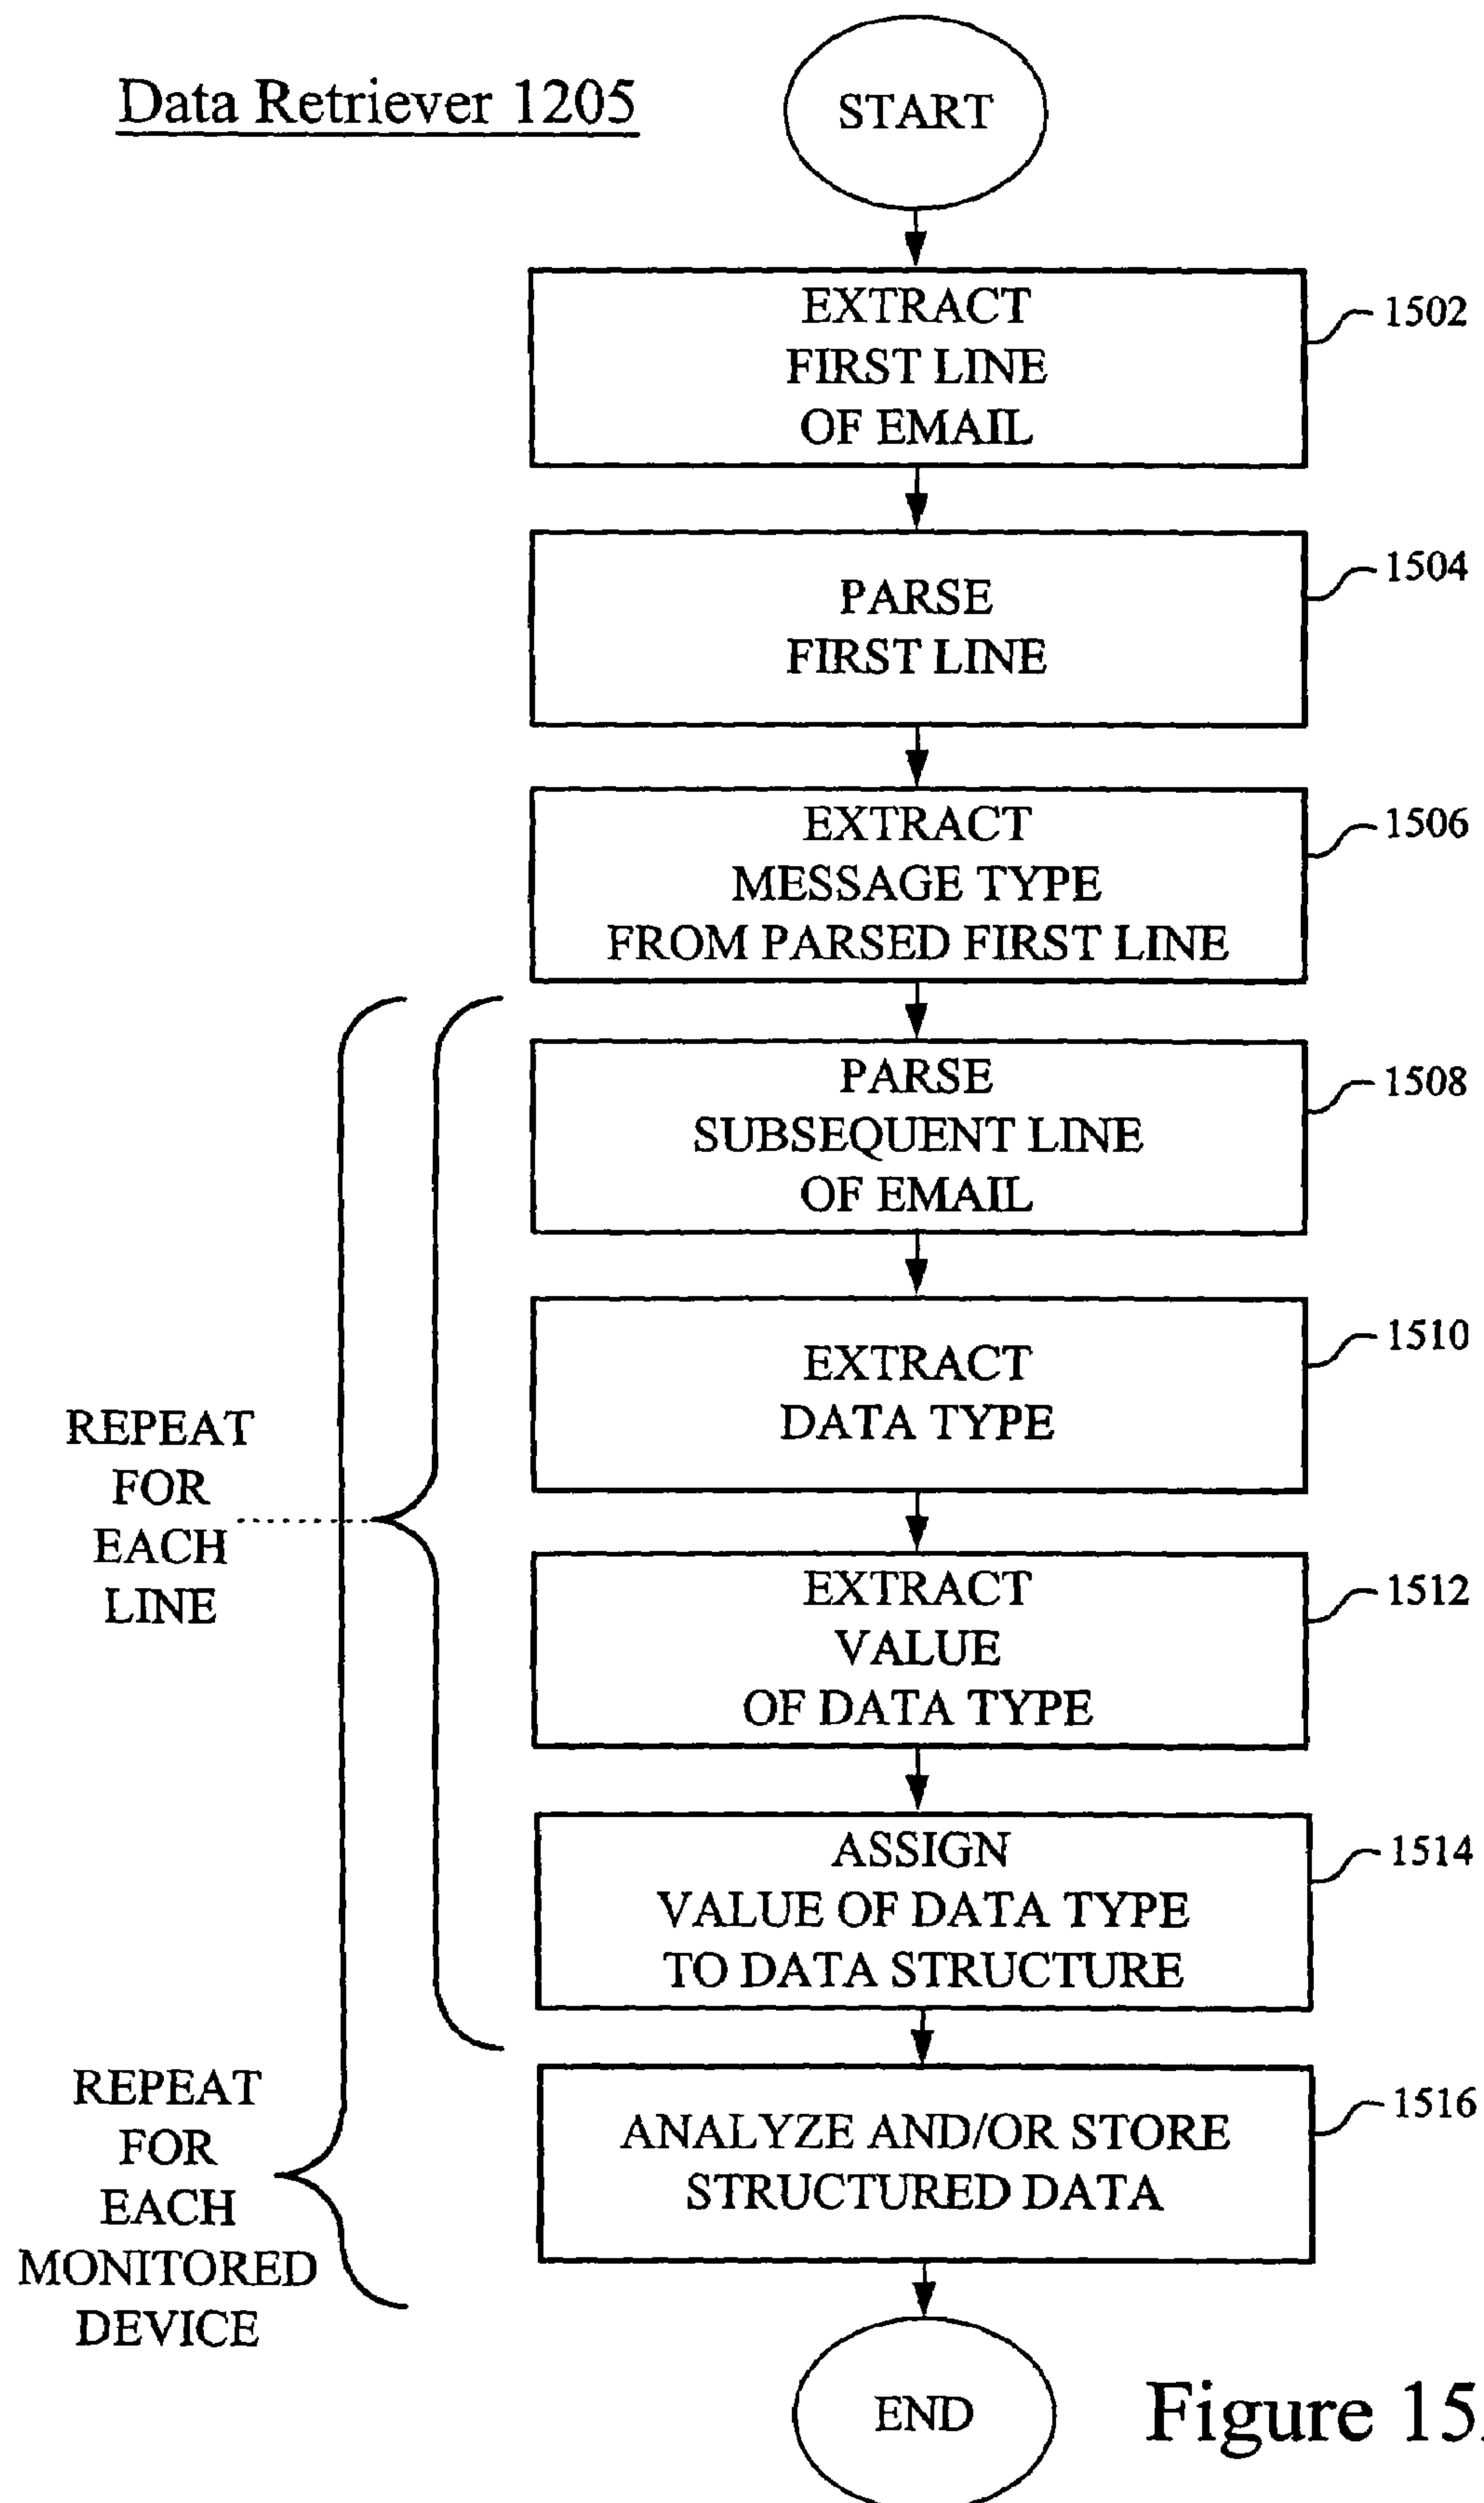 Data Retriever 1205
START
EXTRACT
FIRST LINE
OF EMAIL
1502
PARSE
FIRST LINE
1504
EXTRACT
MESSAGE TYPE
FROM PARSED FIRST LINE
1506
PARSE
SUBSEQUENT LINE
OF EMAIL
1508
EXTRACT
DATA TYPE
1510
REPEAT
FOR
EACH
LINE
EXTRACT
VALUE
OF DATA TYPE
1512
ASSIGN
VALUE OF DATA TYPE
TO DATA STRUCTURE
1514
REPEAT
FOR
EACH
MONITORED
DEVICE
ANALYZE AND/OR STORE
STRUCTURED DATA
1516
END
Figure 15